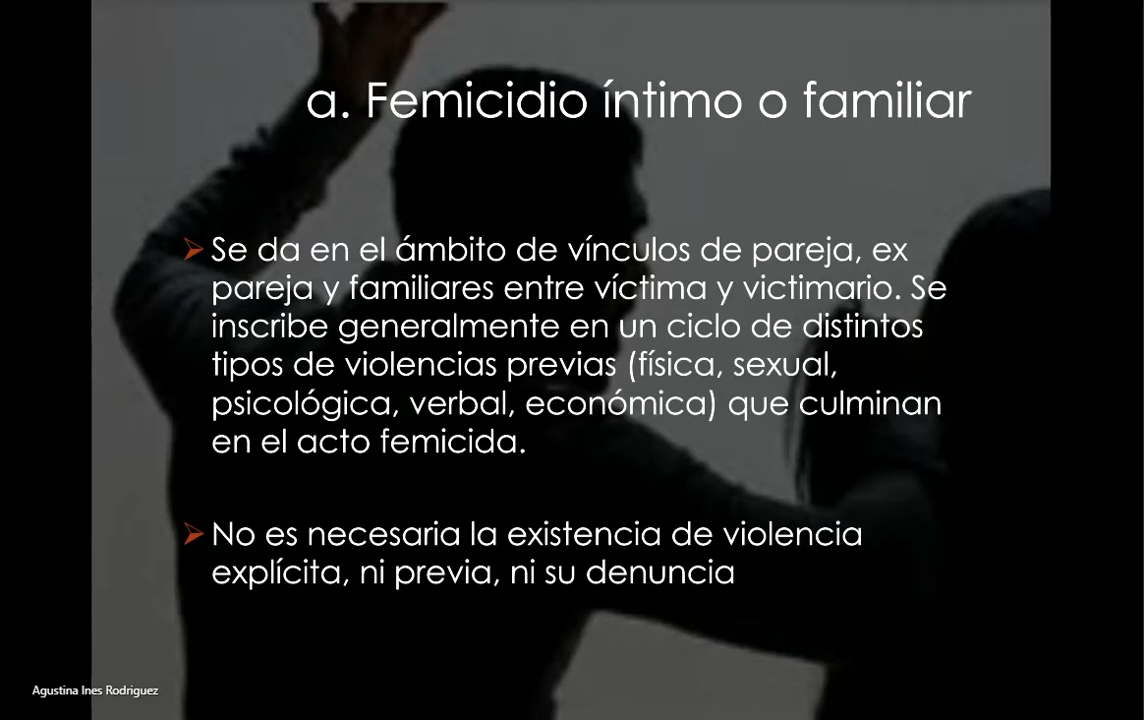 a. Femicidio íntimo o familiar
Se da en el ámbito de vínculos de pareja, ex
pareja y familiares entre víctima y victimario. Se
inscribe generalmente en un ciclo de distintos
tipos de violencias previas (física, sexual,
psicológica, verbal, económica) que culminan
en el acto femicida.
No es necesaria la existencia de violencia
explícita, ni previa, ni su denuncia
Agustina Ines Rodriguez